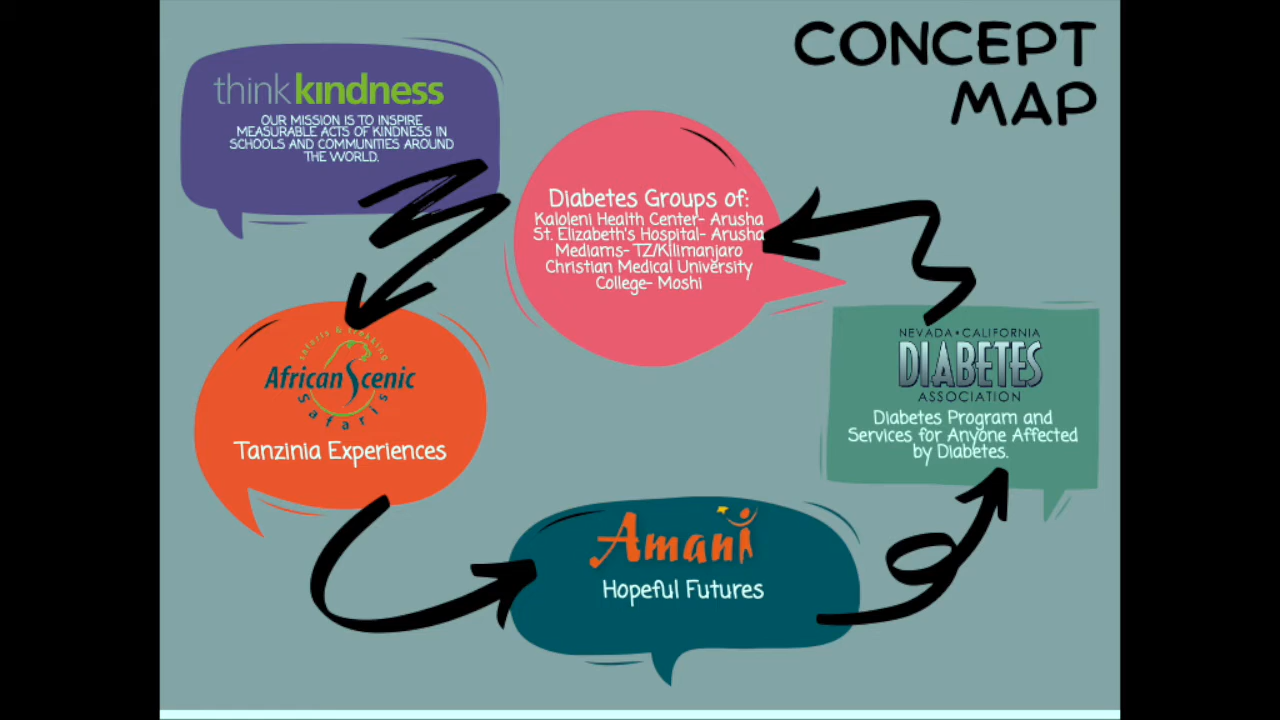 CONCEPT
MAP
thinkkindness
OUR MISSION IS TO INSPIRE
MEASURABLE ACTS OF KINDNESS IN
SCHOOLS AND COMMUNITIES AROUND
THE WORLD.
Diabetes Groups of:
Kaloleni Health Center- Arusha
St. Elizabeth's Hospital- Arusha
Mediams- TZ/Kilimanjaro
Christian Medical University
College- Moshi
safaris & trekking
African Scenic
Safaris
Tanzinia Experiences
NEVADA • CALIFORNIA
DIABETES
ASSOCIATION
Diabetes Program and
Services for Anyone Affected
by Diabetes.
Amani
Hopeful Futures